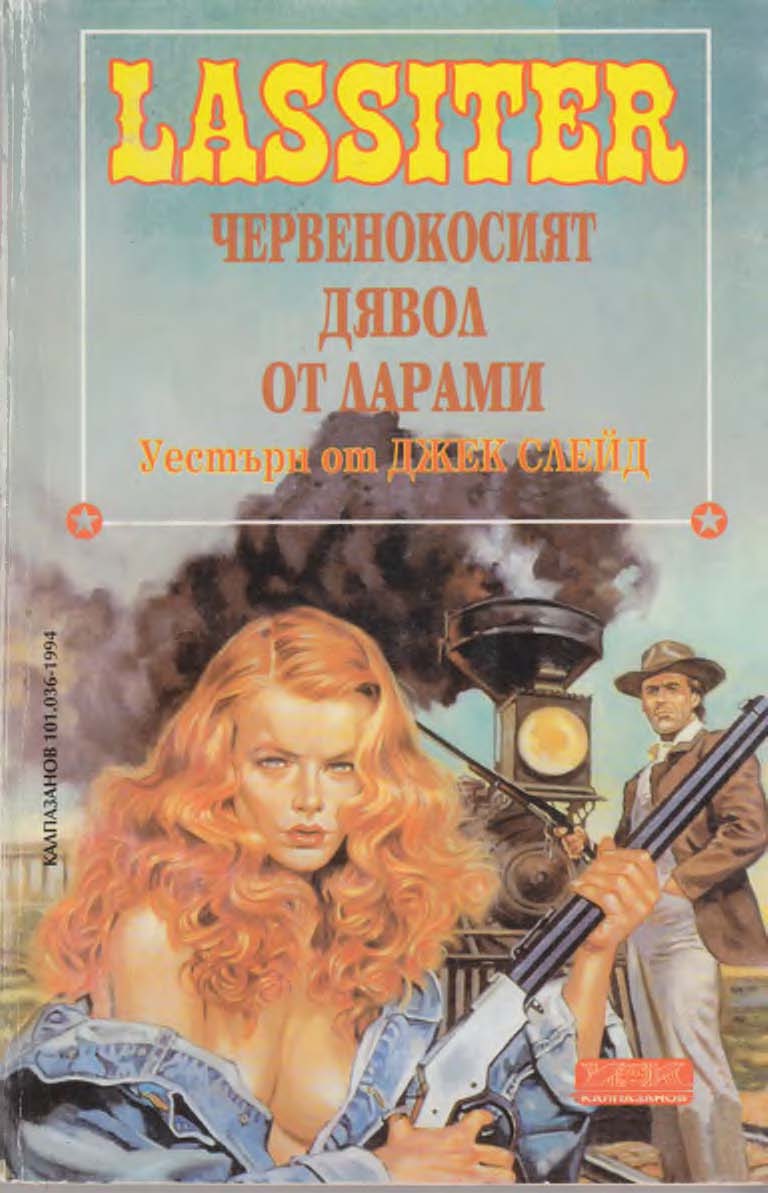 LASSITER
ЧЕРВЕНОКОСИЯТ
ДЯВОЛ
ОТ ЛАРАМИ
Уестърн от ДЖЕК СЛЕЙД
КАЛПАЗАНОВ 101.036-1994
КАЛПАЗАНОВ